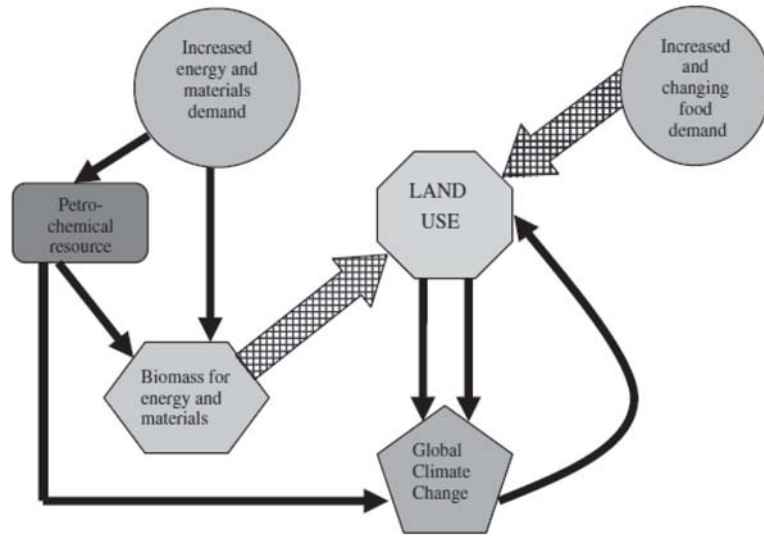 Increased
energy and
materials
demand
Increased
and
changing
food
demand
Petro-
chemical
resource
LAND
USE
Biomass for
energy and
materials
Global
Climate
Change